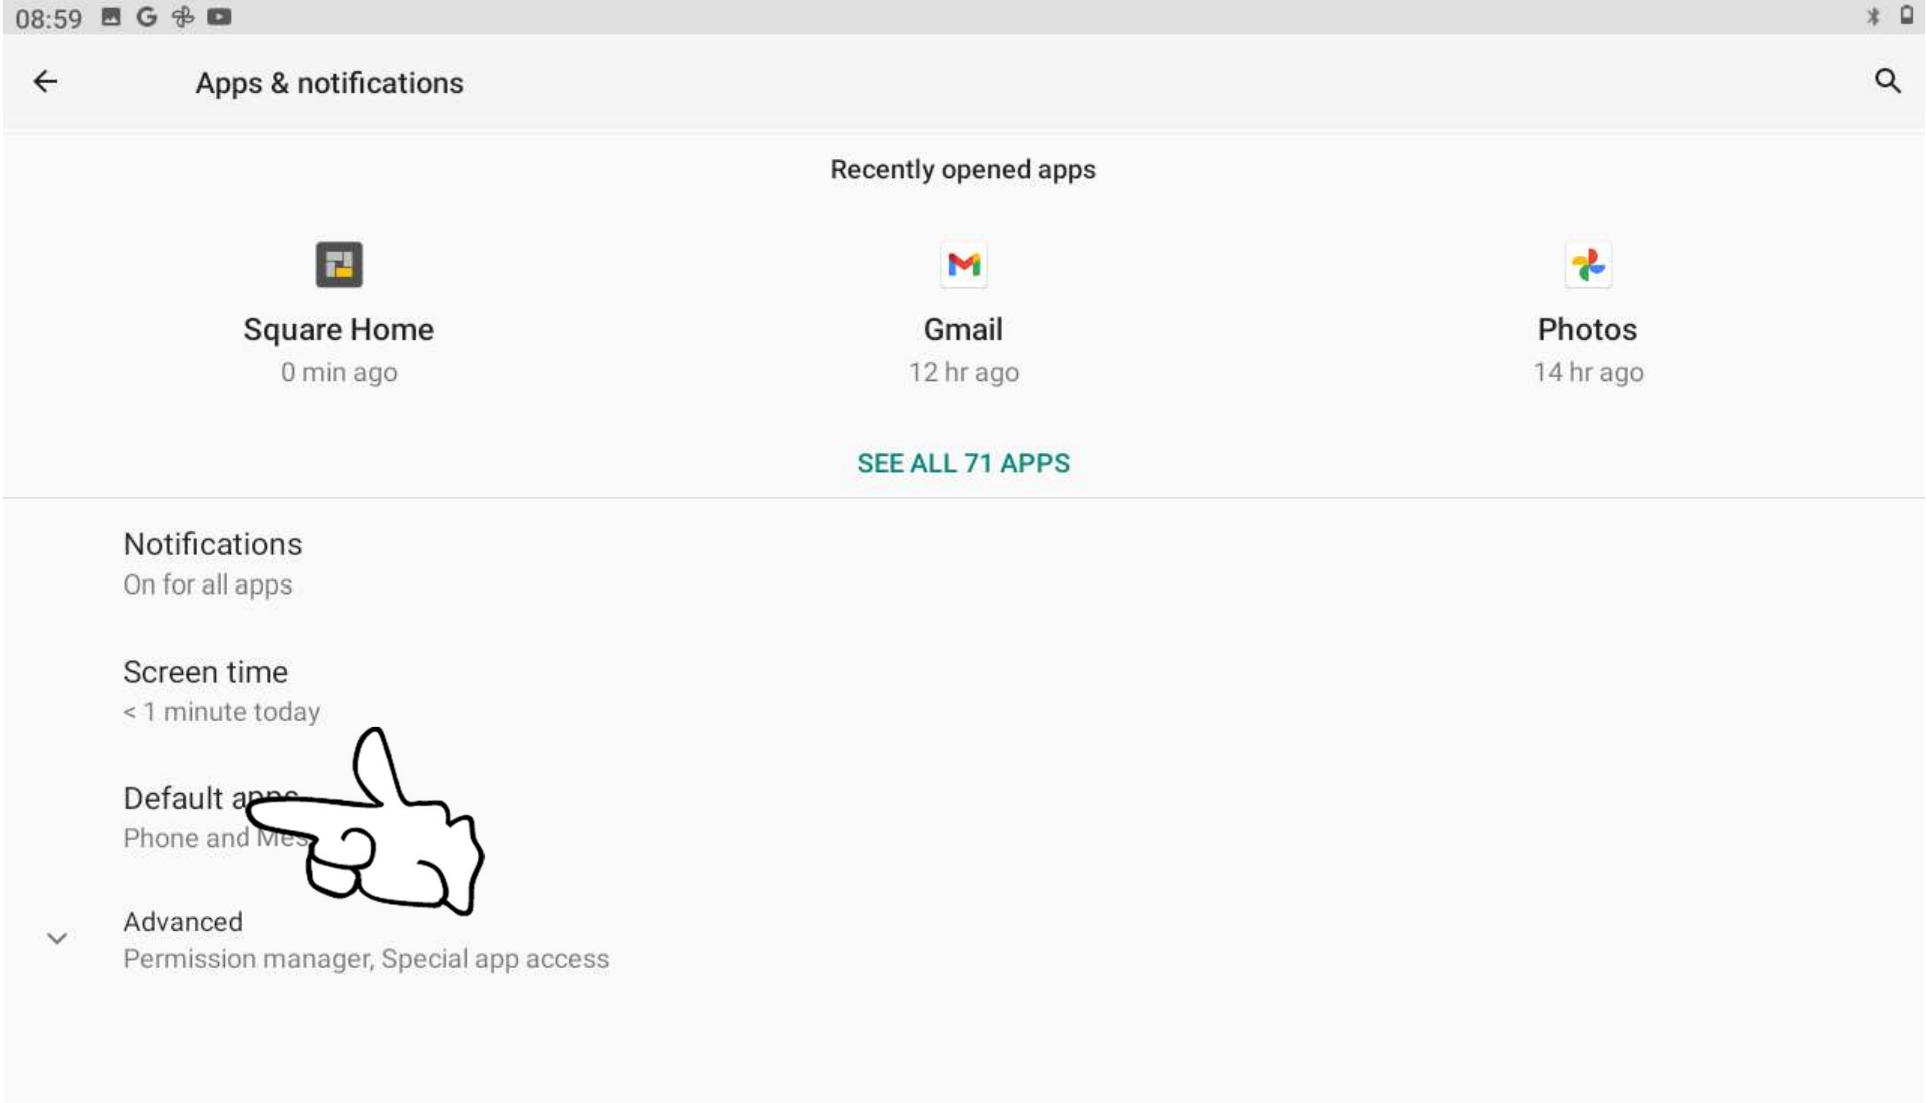 08:59
Apps & notifications
Recently opened apps
Square Home
0 min ago
Gmail
12 hr ago
Photos
14 hr ago
SEE ALL 71 APPS
Notifications
On for all apps
Screen time
< 1 minute today
Default apps
Phone and
Advanced
Permission manager, Special app access